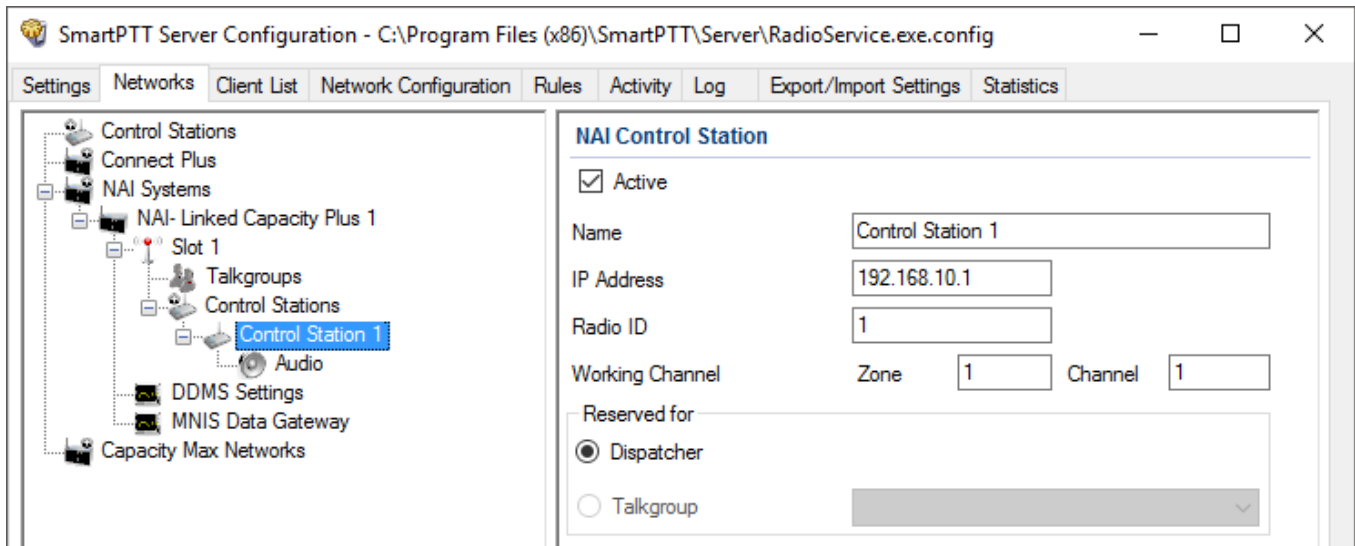 SmartPTT Server Configuration - C:\Program Files (x86)\SmartPTT\Server\RadioService.exe.config
Settings Networks Client List Network Configuration Rules Activity Log Export/Import Settings Statistics
Control Stations
Connect Plus
NAI Systems
NAI- Linked Capacity Plus 1
Slot 1
Talkgroups
Control Stations
Control Station 1
Audio
DDMS Settings
MNIS Data Gateway
Capacity Max Networks
NAI Control Station
Active
Name Control Station 1
IP Address 192.168.10.1
Radio ID 1
Working Channel Zone 1 Channel 1
Reserved for
Dispatcher
Talkgroup